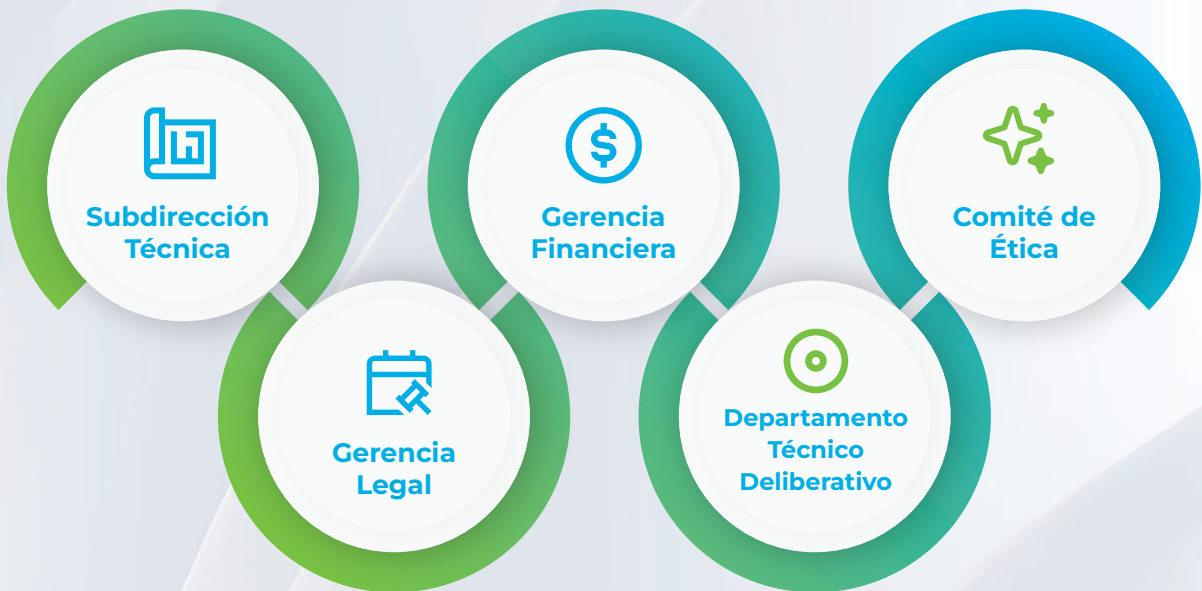 Subdirección
Técnica
Gerencia
Legal
Gerencia
Financiera
Departamento
Técnico
Deliberativo
Comité de
Ética